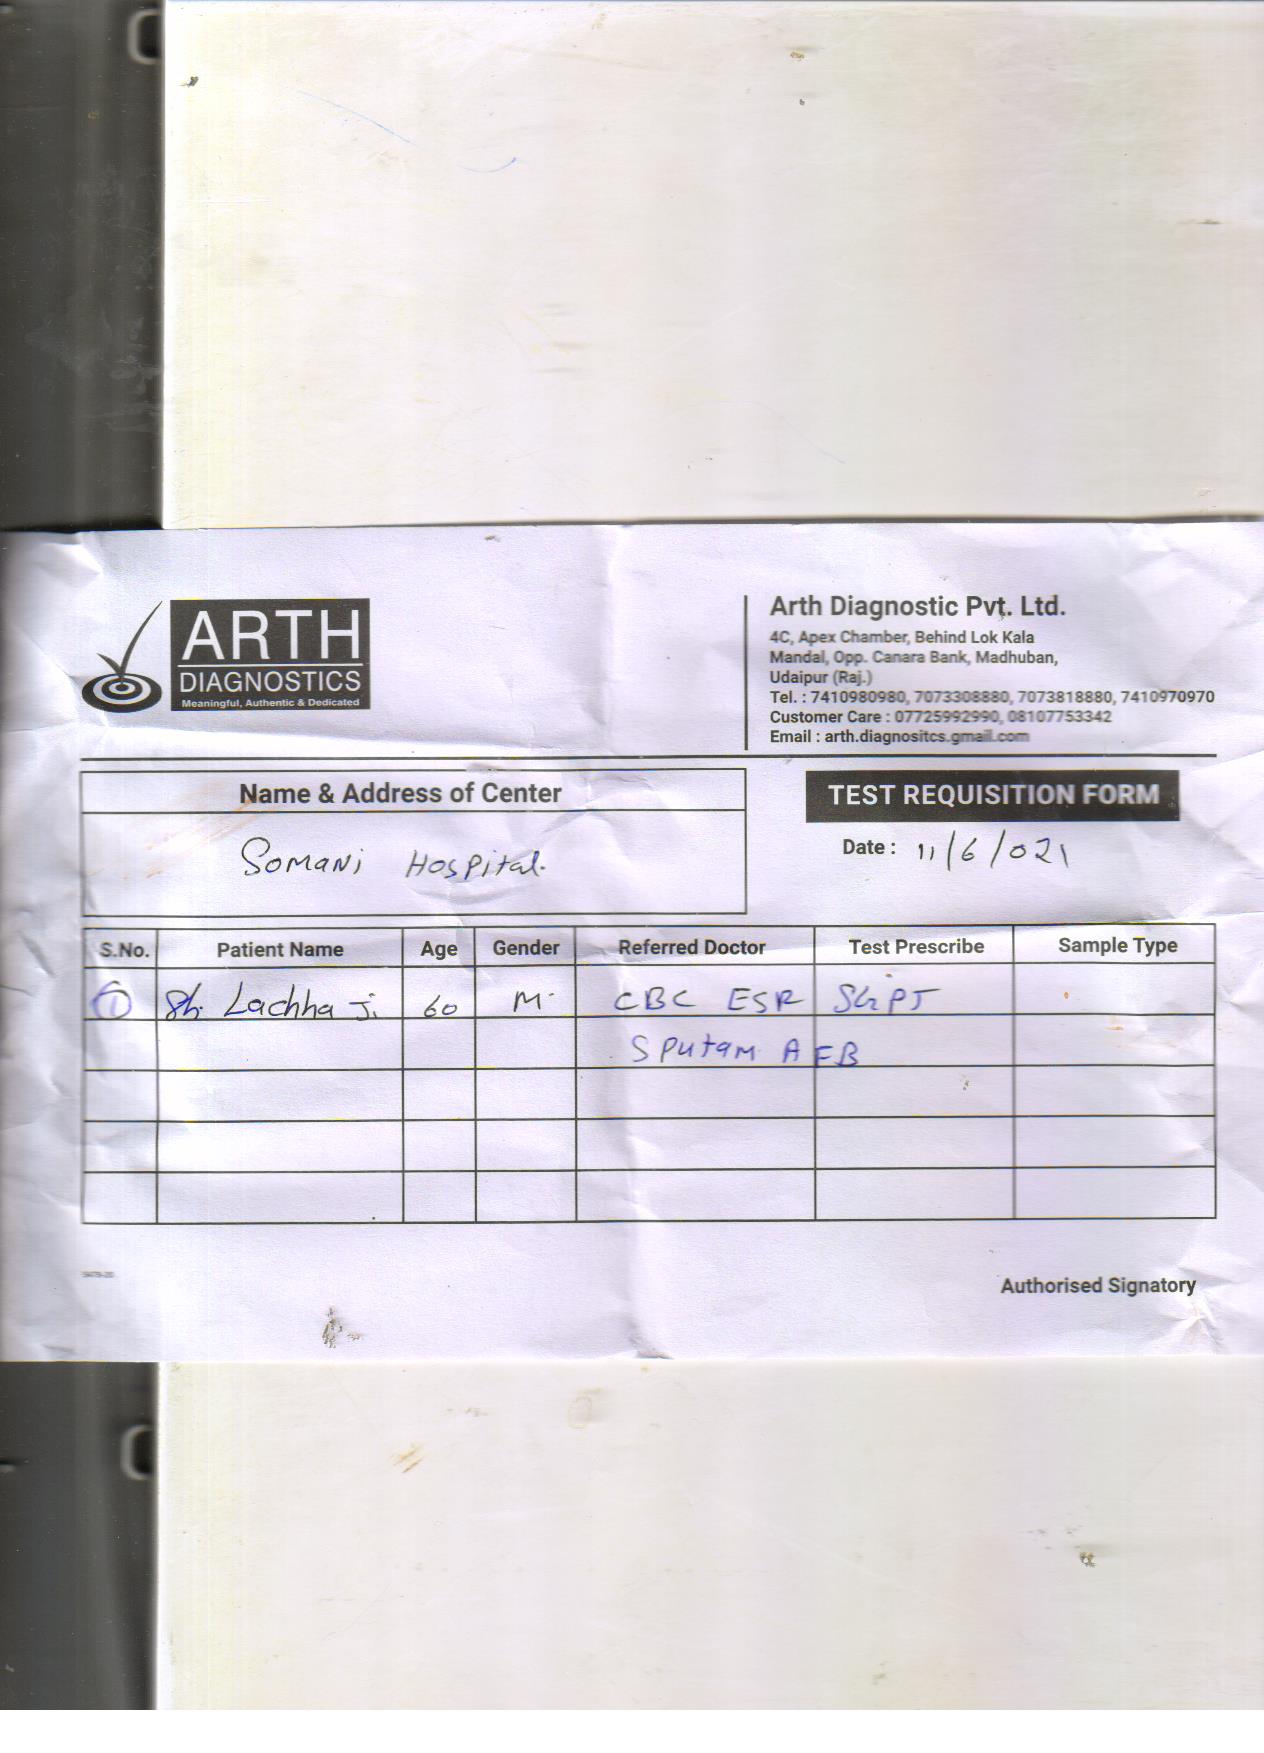 ARTH
DIAGNOSTICS
Meaningful, Authentic & Dedicated
Arth Diagnostic Pvt. Ltd.
4C, Apex Chamber, Behind Lok Kala
Mandal, Opp. Canara Bank, Madhuban,
Udaipur (Raj.)
Tel. : 7410980980, 7073308880, 7073818880, 7410970970
Customer Care : 07725992990, 08107753342
Email : arth.diagnositcs.gmail.com
Name & Address of Center
Somani Hospital.
TEST REQUISITION FORM
Date : 11/6/021
S.No. Patient Name Age Gender Referred Doctor Test Prescribe Sample Type
1 Sh. Lachha Ji 60 M CBC ESR SGPT
Sputam AFB
Authorised Signatory